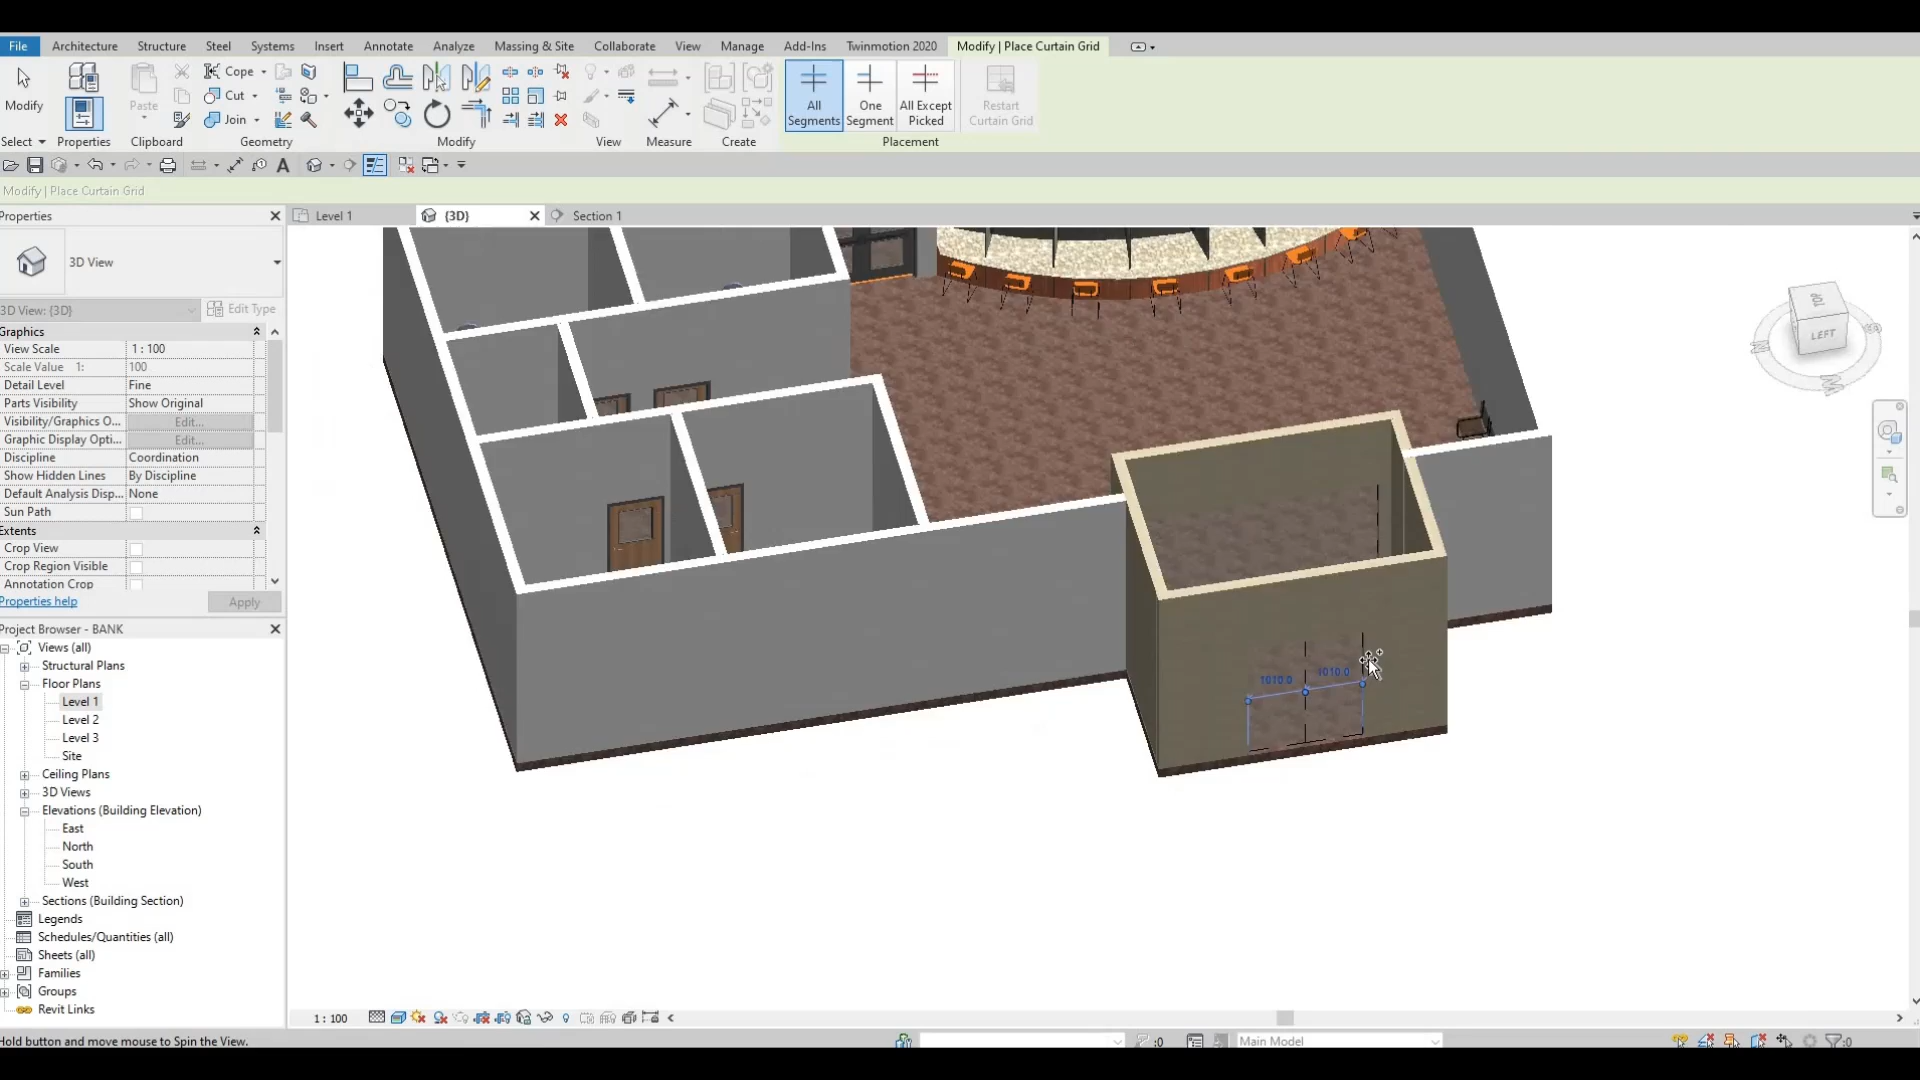 File Architecture Structure Steel Systems Insert Annotate Analyze Massing & Site Collaborate View Manage Add-Ins Twinmotion 2020 Modify | Place Curtain Grid
Modify
Paste
Cope
Cut
Join
All Segments
One Segment
All Except Picked
Restart Curtain Grid
Select Properties Clipboard Geometry Modify View Measure Create Placement
Modify | Place Curtain Grid
Properties
Level 1 {3D} Section 1
3D View
3D View: {3D} Edit Type
Graphics
View Scale 1 : 100
Scale Value 1: 100
Detail Level Fine
Parts Visibility Show Original
Visibility/Graphics O... Edit...
Graphic Display Opti... Edit...
Discipline Coordination
Show Hidden Lines By Discipline
Default Analysis Disp... None
Sun Path
Extents
Crop View
Crop Region Visible
Annotation Crop
Properties help Apply
Project Browser - BANK
Views (all)
Structural Plans
Floor Plans
Level 1
Level 2
Level 3
Site
Ceiling Plans
3D Views
Elevations (Building Elevation)
East
North
South
West
Sections (Building Section)
Legends
Schedules/Quantities (all)
Sheets (all)
Families
Groups
Revit Links
TOP
LEFT
1010.0 1010.0
1 : 100
Hold button and move mouse to Spin the View.
:0 Main Model :0